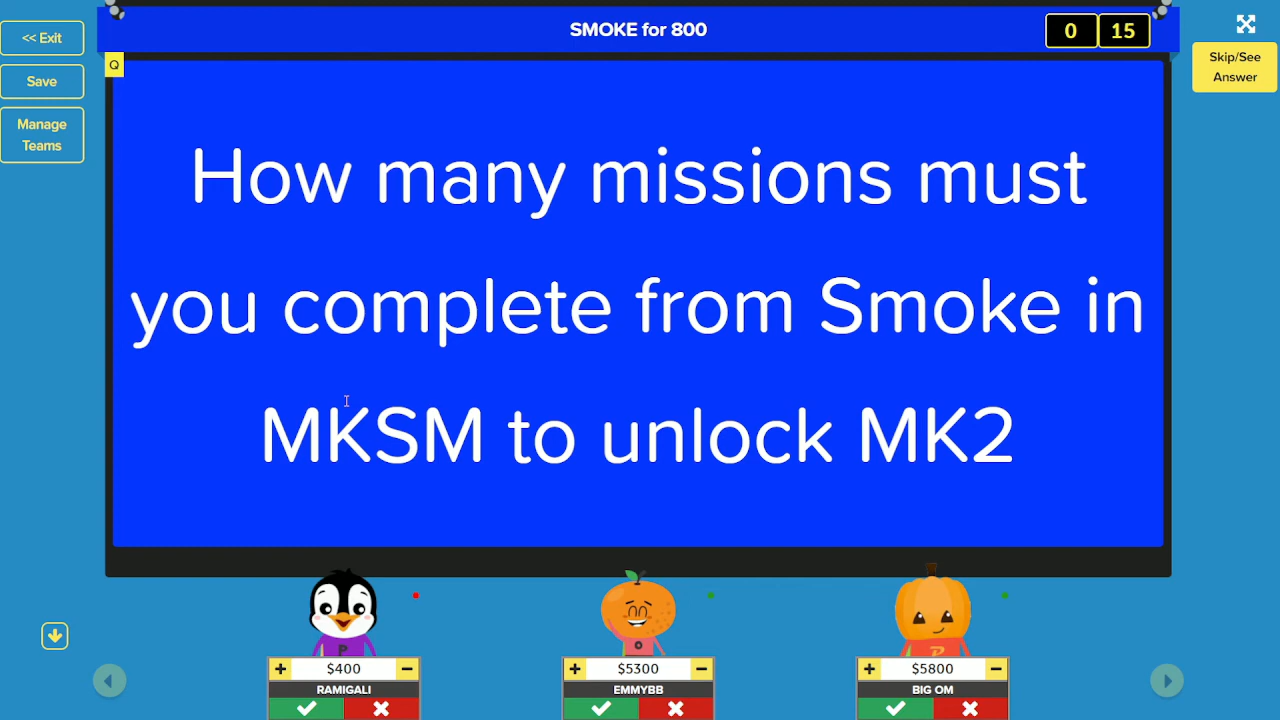 << Exit
SMOKE for 800
0 15
Skip/See
Answer
Save
Q
Manage
Teams
How many missions must
you complete from Smoke in
MKSM to unlock MK2
P
O
P
+ $400 −
+ $5300 −
+ $5800 −
RAMIGALI
EMMYBB
BIG OM